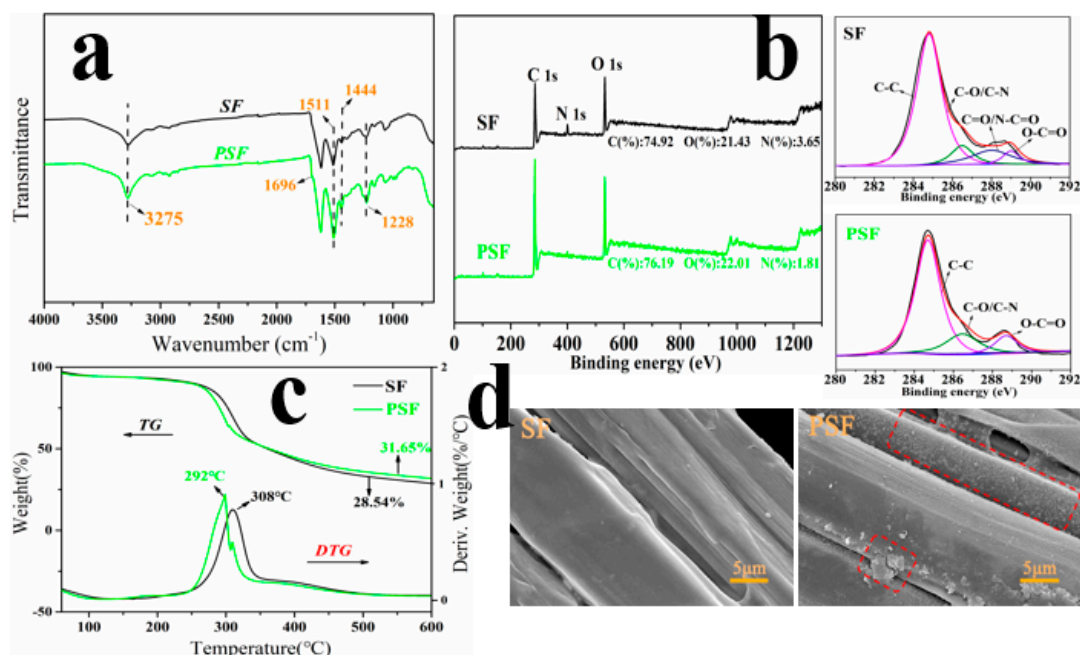 a
SF
PSF
1511
1444
1696
3275
1228
Transmittance
4000 3500 3000 2500 2000 1500 1000
Wavenumber (cm⁻¹)
b
C 1s
O 1s
N 1s
SF
C(%):74.92 O(%):21.43 N(%):3.65
PSF
C(%):76.19 O(%):22.01 N(%):1.81
0 200 400 600 800 1000 1200
Binding energy (eV)
SF
C-C
C-O/C-N
C=O/N-C=O
O-C=O
280 282 284 286 288 290 292
Binding energy (eV)
PSF
C-C
C-O/C-N
O-C=O
280 282 284 286 288 290 292
Binding energy (eV)
c
SF
PSF
TG
31.65%
28.54%
292℃
308℃
DTG
100
50
0
-50
Weight(%)
2
1
0
Deriv. Weight(%/℃)
100 200 300 400 500 600
Temperature(℃)
d
SF
5μm
PSF
5μm